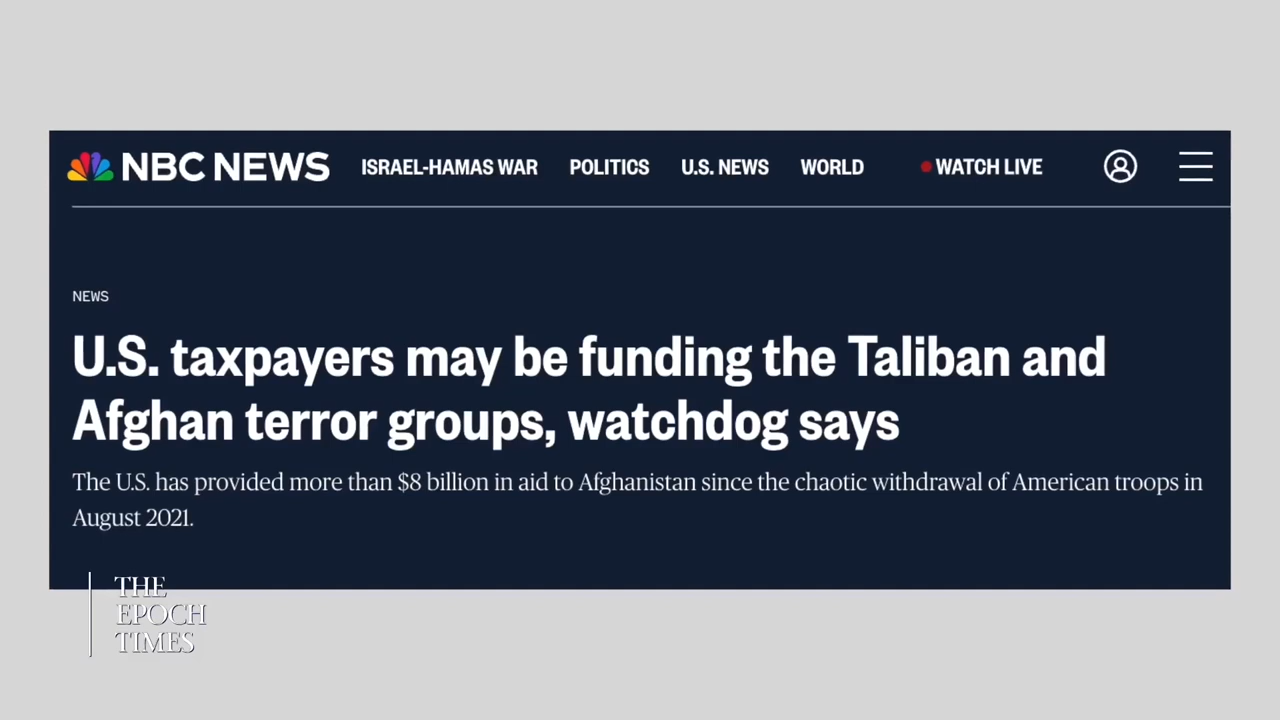 NBC NEWS ISRAEL-HAMAS WAR POLITICS U.S. NEWS WORLD WATCH LIVE
NEWS
U.S. taxpayers may be funding the Taliban and
Afghan terror groups, watchdog says
The U.S. has provided more than $8 billion in aid to Afghanistan since the chaotic withdrawal of American troops in
August 2021.
THE
EPOCH
TIMES